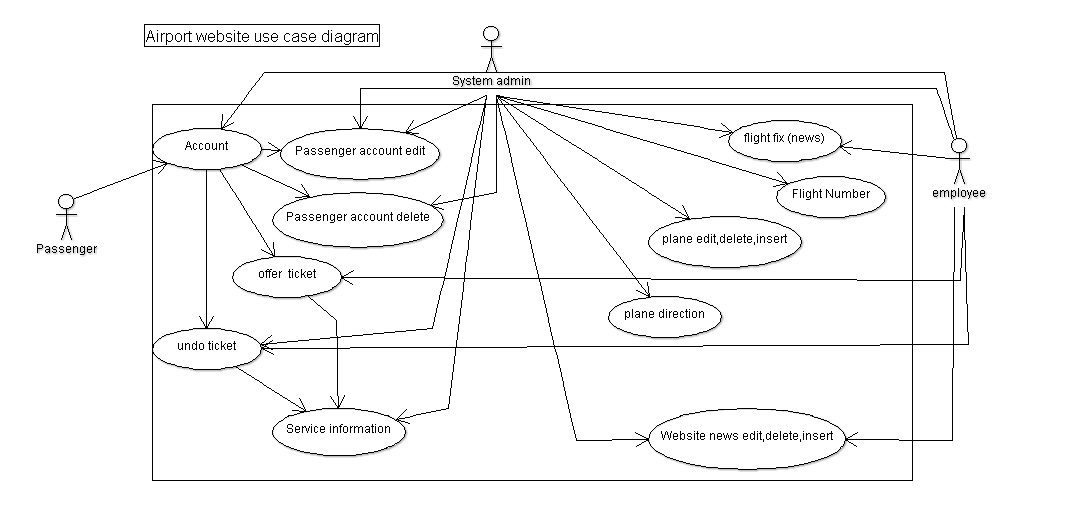 Airport website use case diagram
System admin
Account
Passenger account edit
flight fix (news)
Passenger
employee
Flight Number
Passenger account delete
plane edit,delete,insert
offer ticket
plane direction
undo ticket
Service information
Website news edit,delete,insert